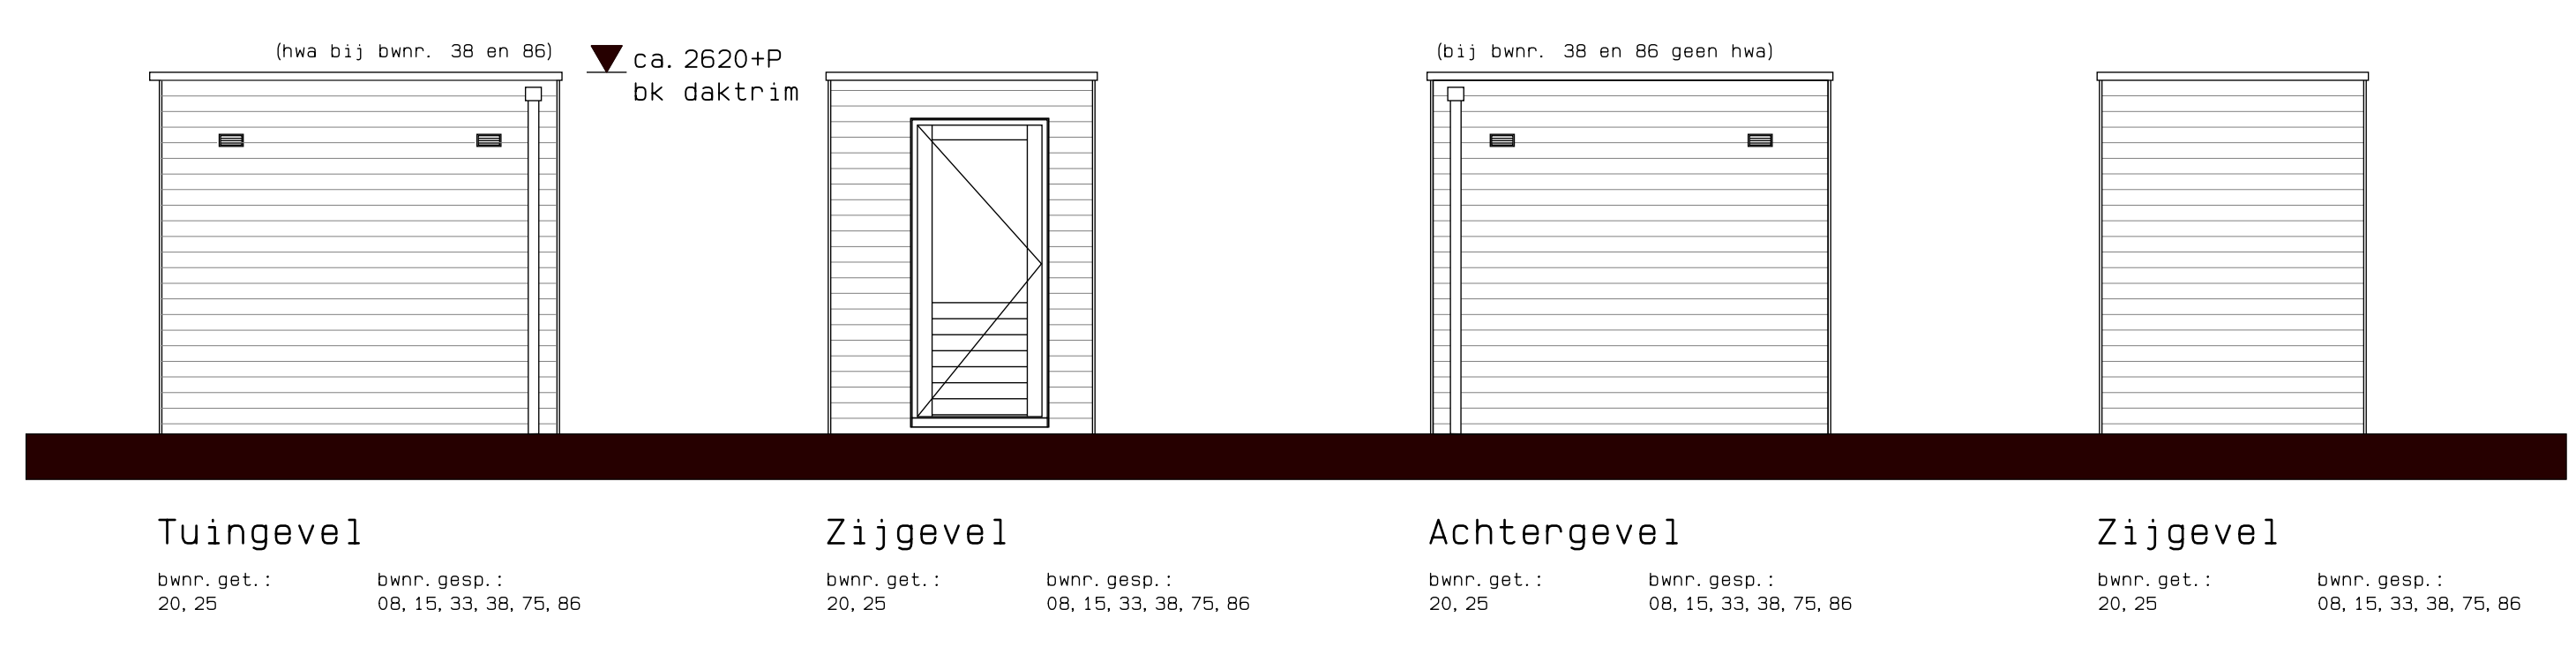 (hwa bij bwnr. 38 en 86)
ca. 2620+P
bk daktrim
(bij bwnr. 38 en 86 geen hwa)
Tuingevel
bwnr. get. :
20, 25
bwnr. gesp. :
08, 15, 33, 38, 75, 86
Zijgevel
bwnr. get. :
20, 25
bwnr. gesp. :
08, 15, 33, 38, 75, 86
Achtergevel
bwnr. get. :
20, 25
bwnr. gesp. :
08, 15, 33, 38, 75, 86
Zijgevel
bwnr. get. :
20, 25
bwnr. gesp. :
08, 15, 33, 38, 75, 86